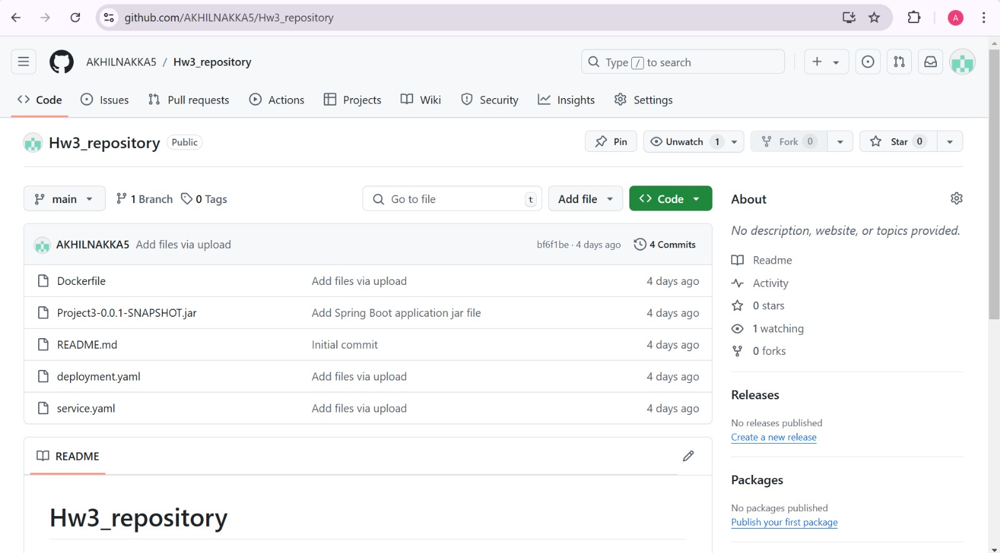 github.com/AKHILNAKKA5/Hw3_repository
A
AKHILNAKKA5 / Hw3_repository
Type / to search
Code Issues Pull requests Actions Projects Wiki Security Insights Settings
Hw3_repository Public
Pin Unwatch 1 Fork 0 Star 0
main 1 Branch 0 Tags
Go to file t Add file Code
AKHILNAKKA5 Add files via upload bf6f1be · 4 days ago 4 Commits
Dockerfile Add files via upload 4 days ago
Project3-0.0.1-SNAPSHOT.jar Add Spring Boot application jar file 4 days ago
README.md Initial commit 4 days ago
deployment.yaml Add files via upload 4 days ago
service.yaml Add files via upload 4 days ago
README
Hw3_repository
About
No description, website, or topics provided.
Readme
Activity
0 stars
1 watching
0 forks
Releases
No releases published
Create a new release
Packages
No packages published
Publish your first package